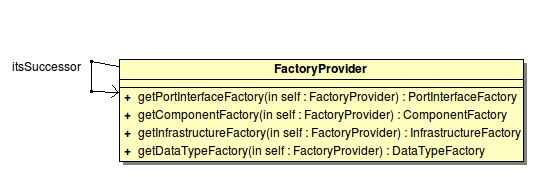 itsSuccessor
FactoryProvider
+ getPortInterfaceFactory(in self : FactoryProvider) : PortInterfaceFactory
+ getComponentFactory(in self : FactoryProvider) : ComponentFactory
+ getInfrastructureFactory(in self : FactoryProvider) : InfrastructureFactory
+ getDataTypeFactory(in self : FactoryProvider) : DataTypeFactory